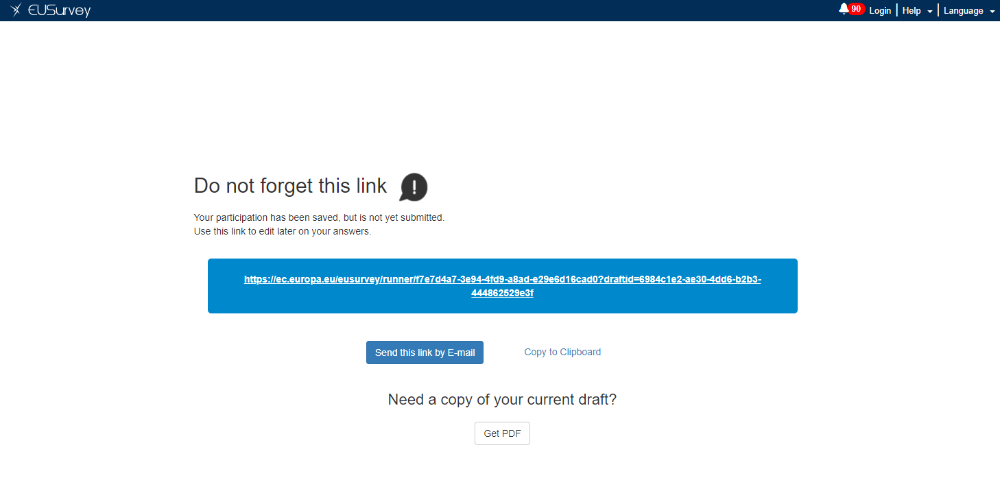 EUSurvey
90 Login Help Language
Do not forget this link
Your participation has been saved, but is not yet submitted.
Use this link to edit later on your answers.
https://ec.europa.eu/eusurvey/runner/f7e7d4a7-3e94-4fd9-a8ad-e29e6d16cad0?draftid=6984c1e2-ae30-4dd6-b2b3-
444862529e3f
Send this link by E-mail
Copy to Clipboard
Need a copy of your current draft?
Get PDF